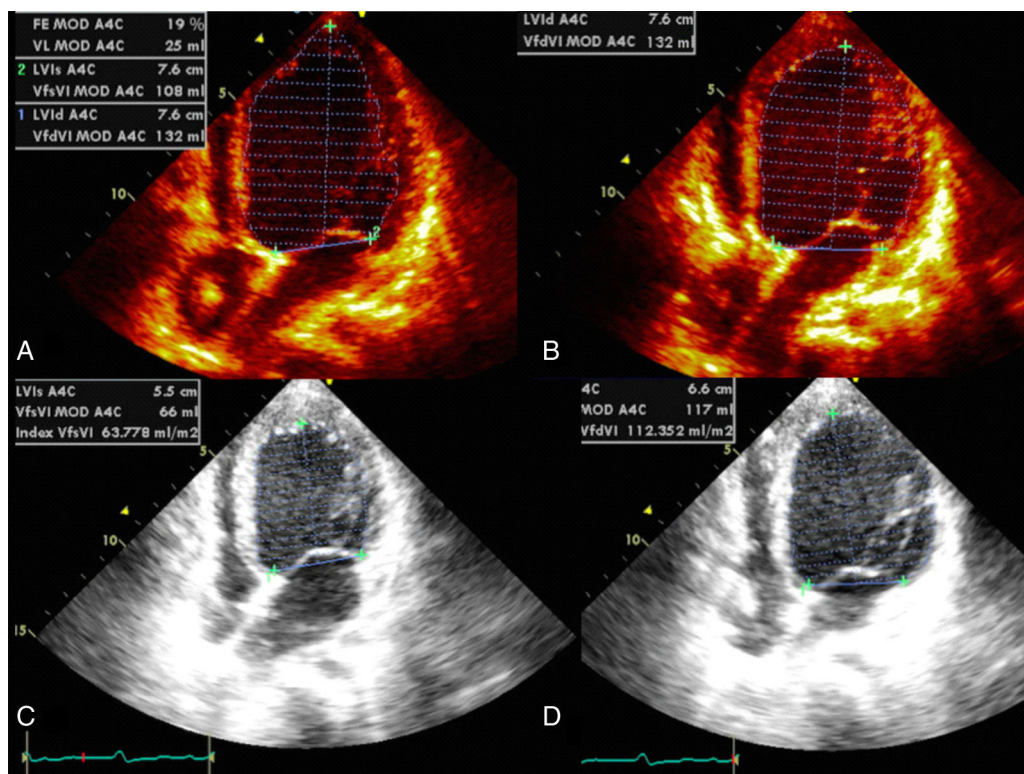 FE MOD A4C 19 %
VL MOD A4C 25 ml
2 LVIs A4C 7.6 cm
VfsVI MOD A4C 108 ml
1 LVId A4C 7.6 cm
VfdVI MOD A4C 132 ml
5
10
2
A
LVId A4C 7.6 cm
VfdVI MOD A4C 132 ml
5
10
1
B
LVIs A4C 5.5 cm
VfsVI MOD A4C 66 ml
Index VfsVI 63.778 ml/m2
5
10
15
C
4C 6.6 cm
MOD A4C 117 ml
VfdVI 112.352 ml/m2
5
10
D